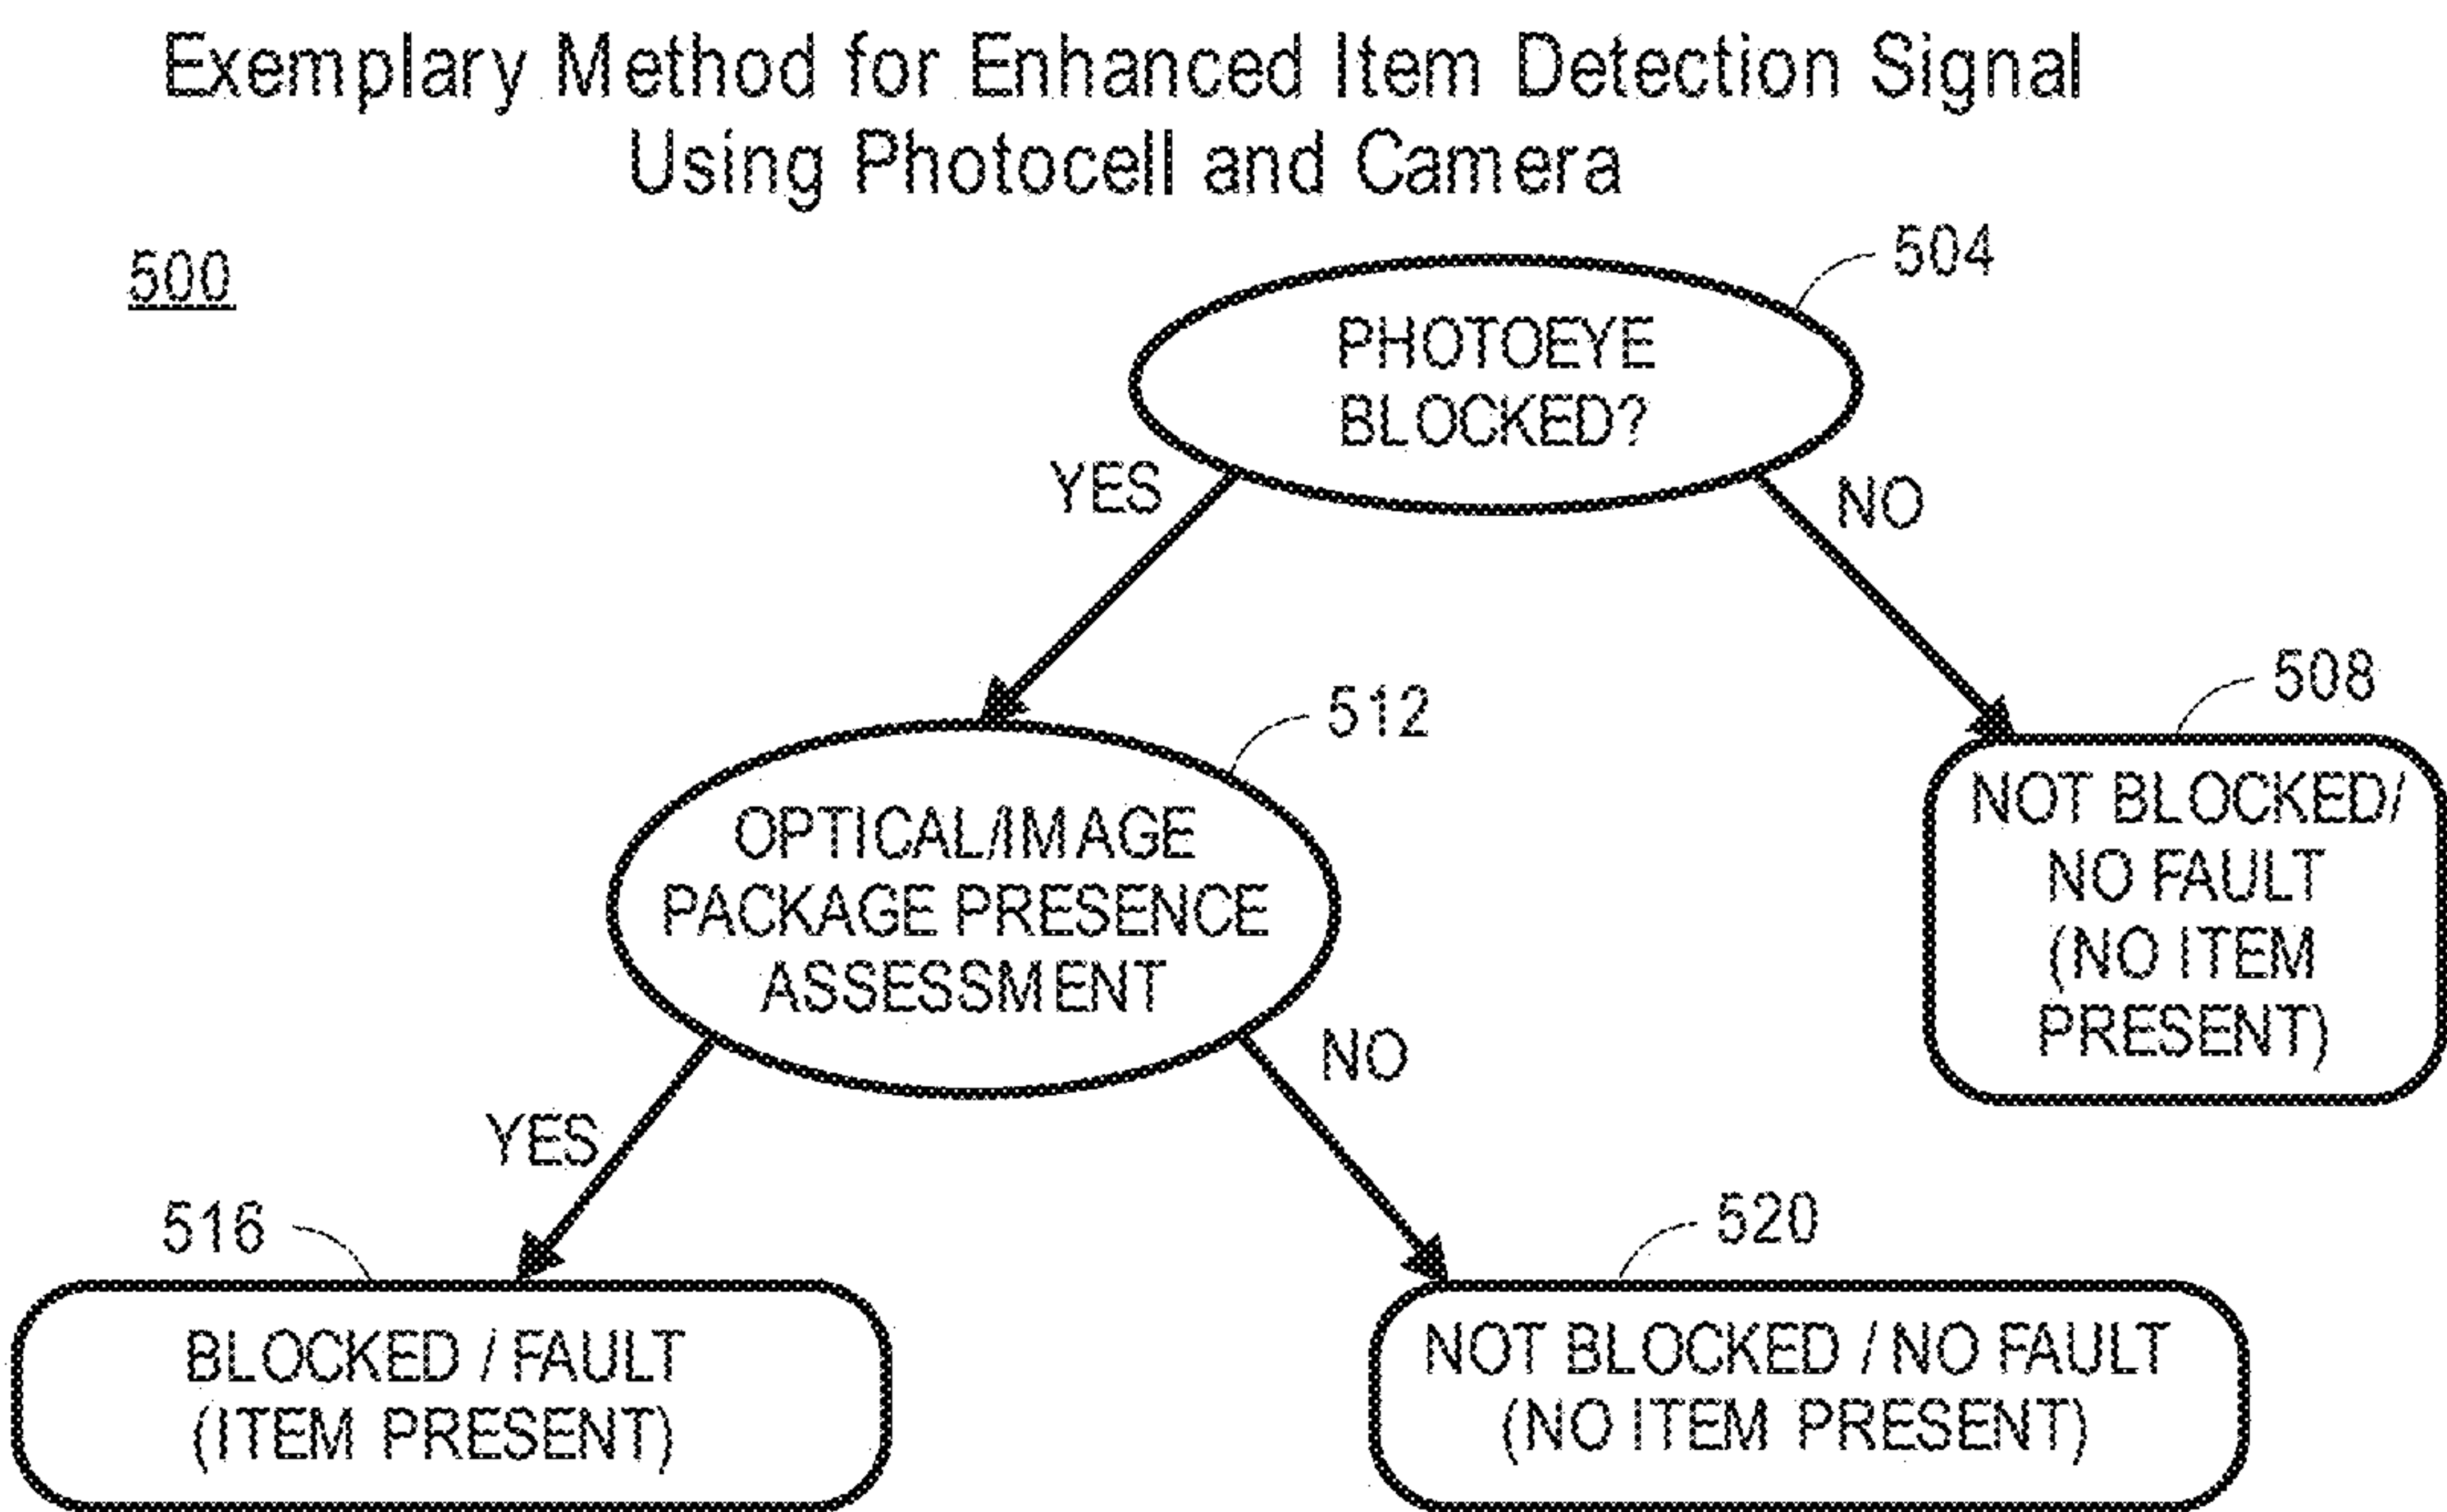 Exemplary Method for Enhanced Item Detection Signal
Using Photocell and Camera
500
504
PHOTOEYE
BLOCKED?
YES
NO
508
NOT BLOCKED/
NO FAULT
(NO ITEM
PRESENT)
512
OPTICAL/IMAGE
PACKAGE PRESENCE
ASSESSMENT
YES
NO
516
BLOCKED / FAULT
(ITEM PRESENT)
520
NOT BLOCKED / NO FAULT
(NO ITEM PRESENT)